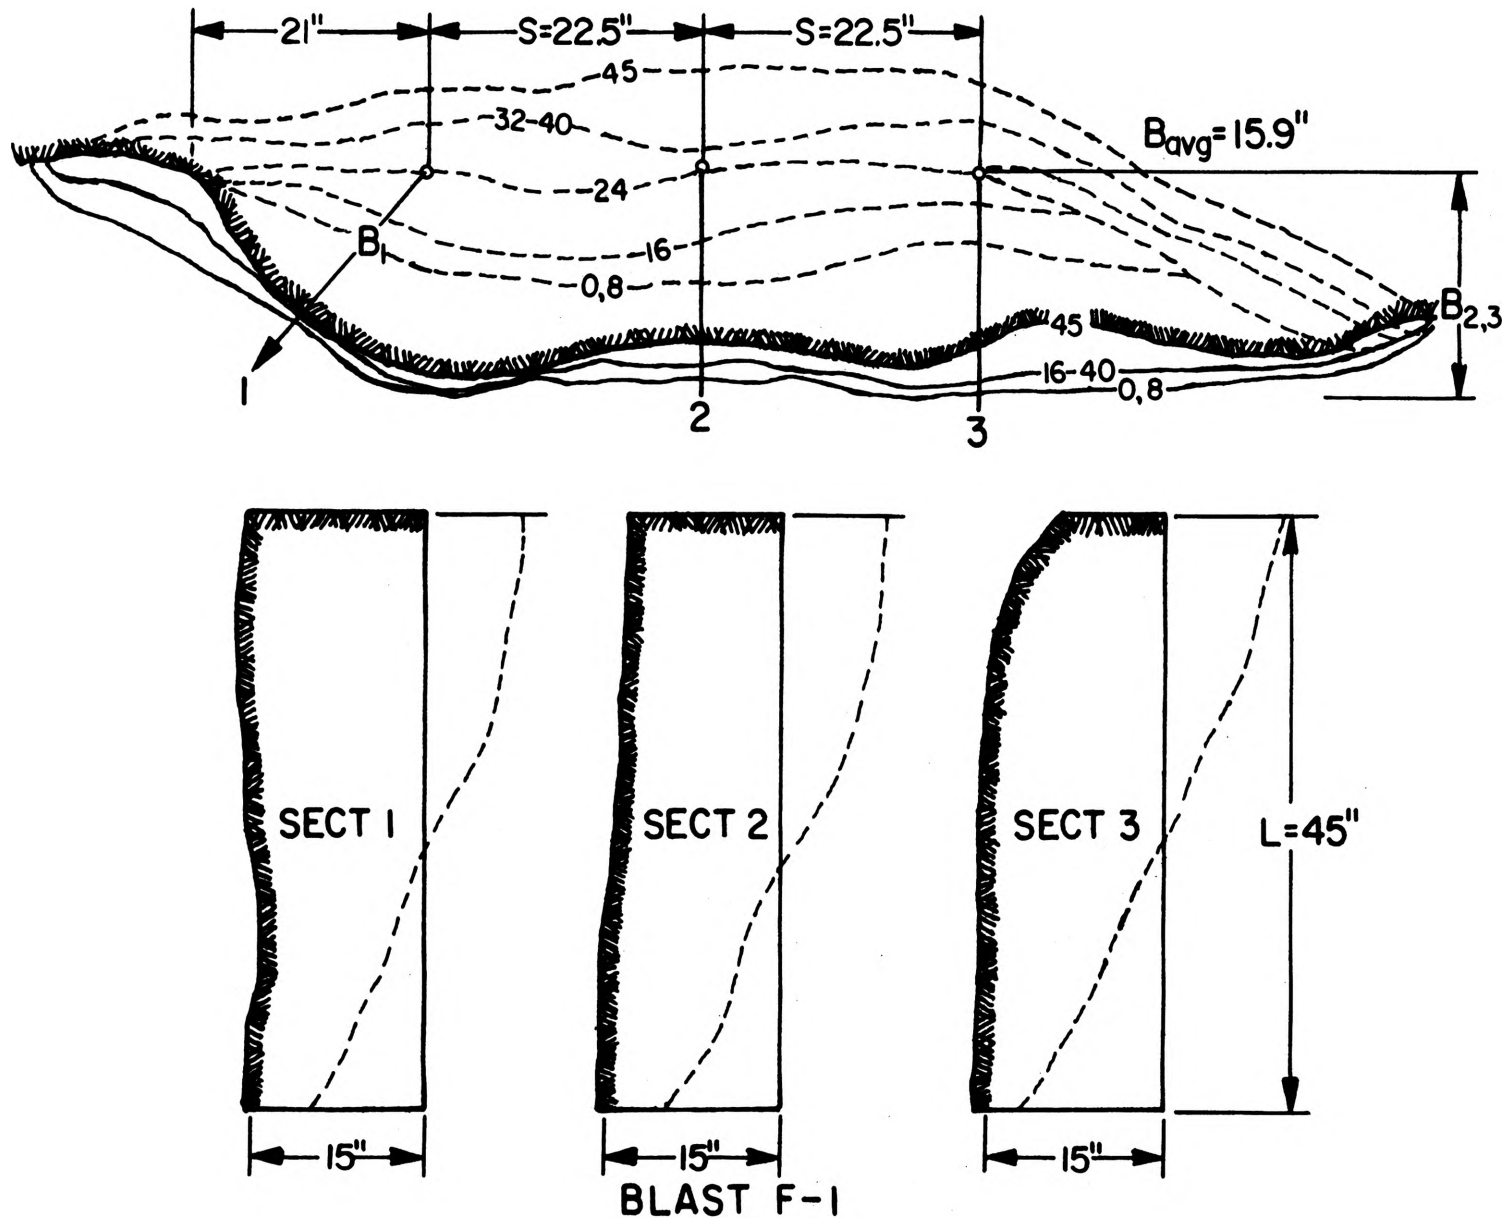 21" S=22.5" S=22.5"
45
32-40
B avg=15.9"
24
B1
16
0,8
B2,3
45
16-40
0,8
1
2
3
SECT 1 SECT 2 SECT 3
L=45"
15" 15" 15"
BLAST F-1